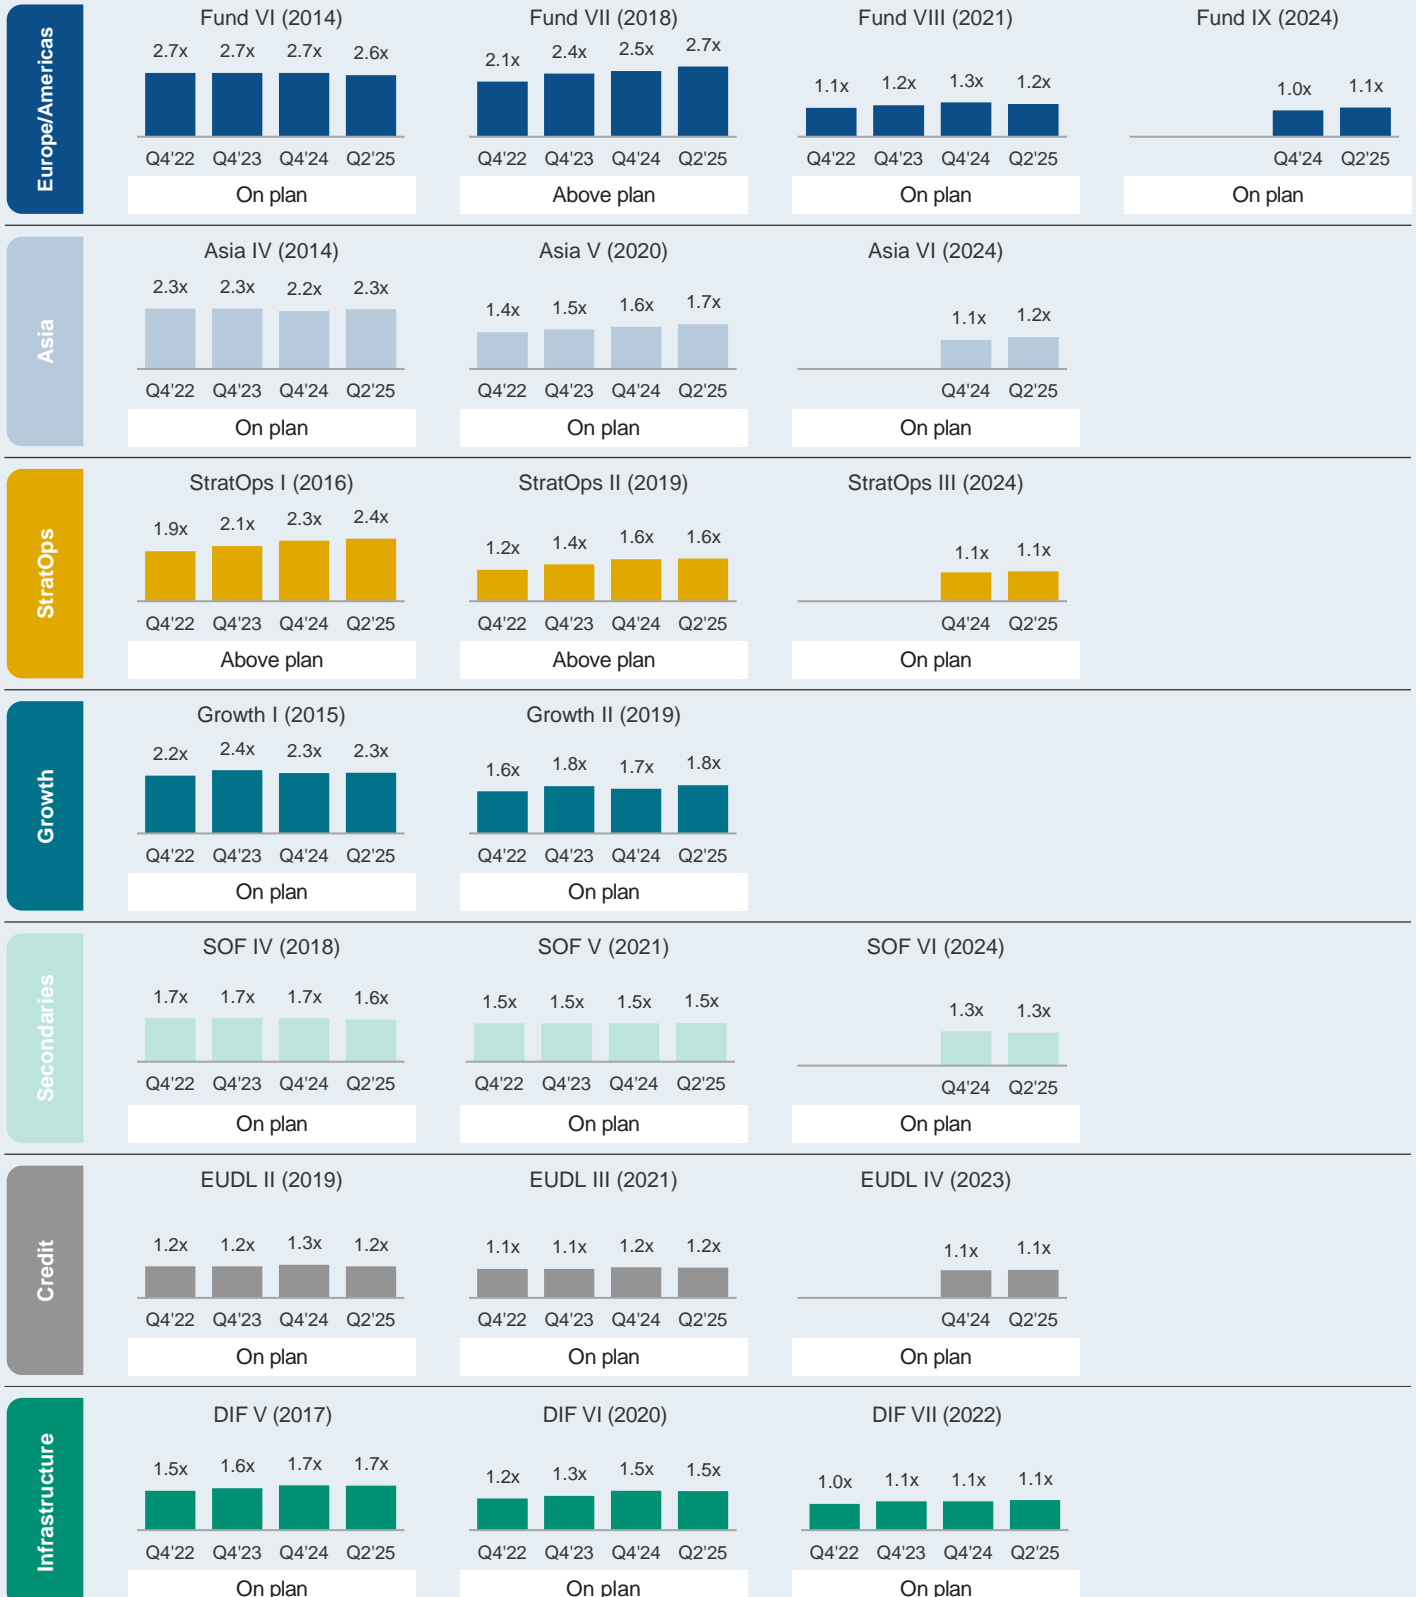 Europe/Americas
Fund VI (2014)
2.7x 2.7x 2.7x 2.6x
Q4'22 Q4'23 Q4'24 Q2'25
On plan
Fund VII (2018)
2.1x 2.4x 2.5x 2.7x
Q4'22 Q4'23 Q4'24 Q2'25
Above plan
Fund VIII (2021)
1.1x 1.2x 1.3x 1.2x
Q4'22 Q4'23 Q4'24 Q2'25
On plan
Fund IX (2024)
1.0x 1.1x
Q4'24 Q2'25
On plan
Asia
Asia IV (2014)
2.3x 2.3x 2.2x 2.3x
Q4'22 Q4'23 Q4'24 Q2'25
On plan
Asia V (2020)
1.4x 1.5x 1.6x 1.7x
Q4'22 Q4'23 Q4'24 Q2'25
On plan
Asia VI (2024)
1.1x 1.2x
Q4'24 Q2'25
On plan
StratOps
StratOps I (2016)
1.9x 2.1x 2.3x 2.4x
Q4'22 Q4'23 Q4'24 Q2'25
Above plan
StratOps II (2019)
1.2x 1.4x 1.6x 1.6x
Q4'22 Q4'23 Q4'24 Q2'25
Above plan
StratOps III (2024)
1.1x 1.1x
Q4'24 Q2'25
On plan
Growth
Growth I (2015)
2.2x 2.4x 2.3x 2.3x
Q4'22 Q4'23 Q4'24 Q2'25
On plan
Growth II (2019)
1.6x 1.8x 1.7x 1.8x
Q4'22 Q4'23 Q4'24 Q2'25
On plan
Secondaries
SOF IV (2018)
1.7x 1.7x 1.7x 1.6x
Q4'22 Q4'23 Q4'24 Q2'25
On plan
SOF V (2021)
1.5x 1.5x 1.5x 1.5x
Q4'22 Q4'23 Q4'24 Q2'25
On plan
SOF VI (2024)
1.3x 1.3x
Q4'24 Q2'25
On plan
Credit
EUDL II (2019)
1.2x 1.2x 1.3x 1.2x
Q4'22 Q4'23 Q4'24 Q2'25
On plan
EUDL III (2021)
1.1x 1.1x 1.2x 1.2x
Q4'22 Q4'23 Q4'24 Q2'25
On plan
EUDL IV (2023)
1.1x 1.1x
Q4'24 Q2'25
On plan
Infrastructure
DIF V (2017)
1.5x 1.6x 1.7x 1.7x
Q4'22 Q4'23 Q4'24 Q2'25
On plan
DIF VI (2020)
1.2x 1.3x 1.5x 1.5x
Q4'22 Q4'23 Q4'24 Q2'25
On plan
DIF VII (2022)
1.0x 1.1x 1.1x 1.1x
Q4'22 Q4'23 Q4'24 Q2'25
On plan